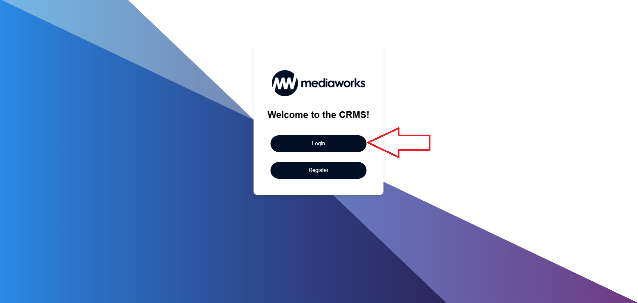 mediaworks
Welcome to the CRMS!
Login
Register